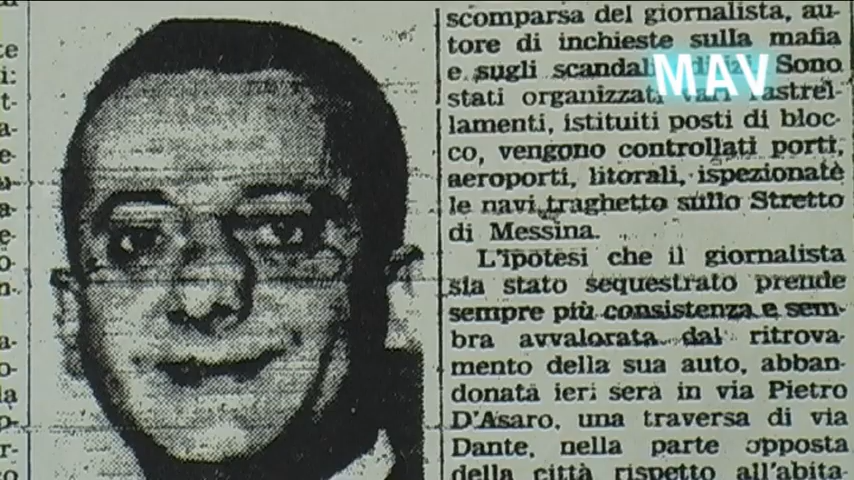 scomparsa del giornalista, au-
tore di inchieste sulla mafia
e sugli scandali edilizi. Sono
MAV
stati organizzati vari rastrel-
lamenti, istituiti posti di bloc-
co, vengono controllati porti,
aeroporti, litorali, ispezionate
le navi traghetto sullo Stretto
di Messina.
L'ipotesi che il giornalista
sia stato sequestrato prende
sempre più consistenza e sem-
bra avvalorata dal ritrova-
mento della sua auto, abban-
donata ieri sera in via Pietro
D'Asaro, una traversa di via
Dante, nella parte opposta
della città rispetto all'abita-